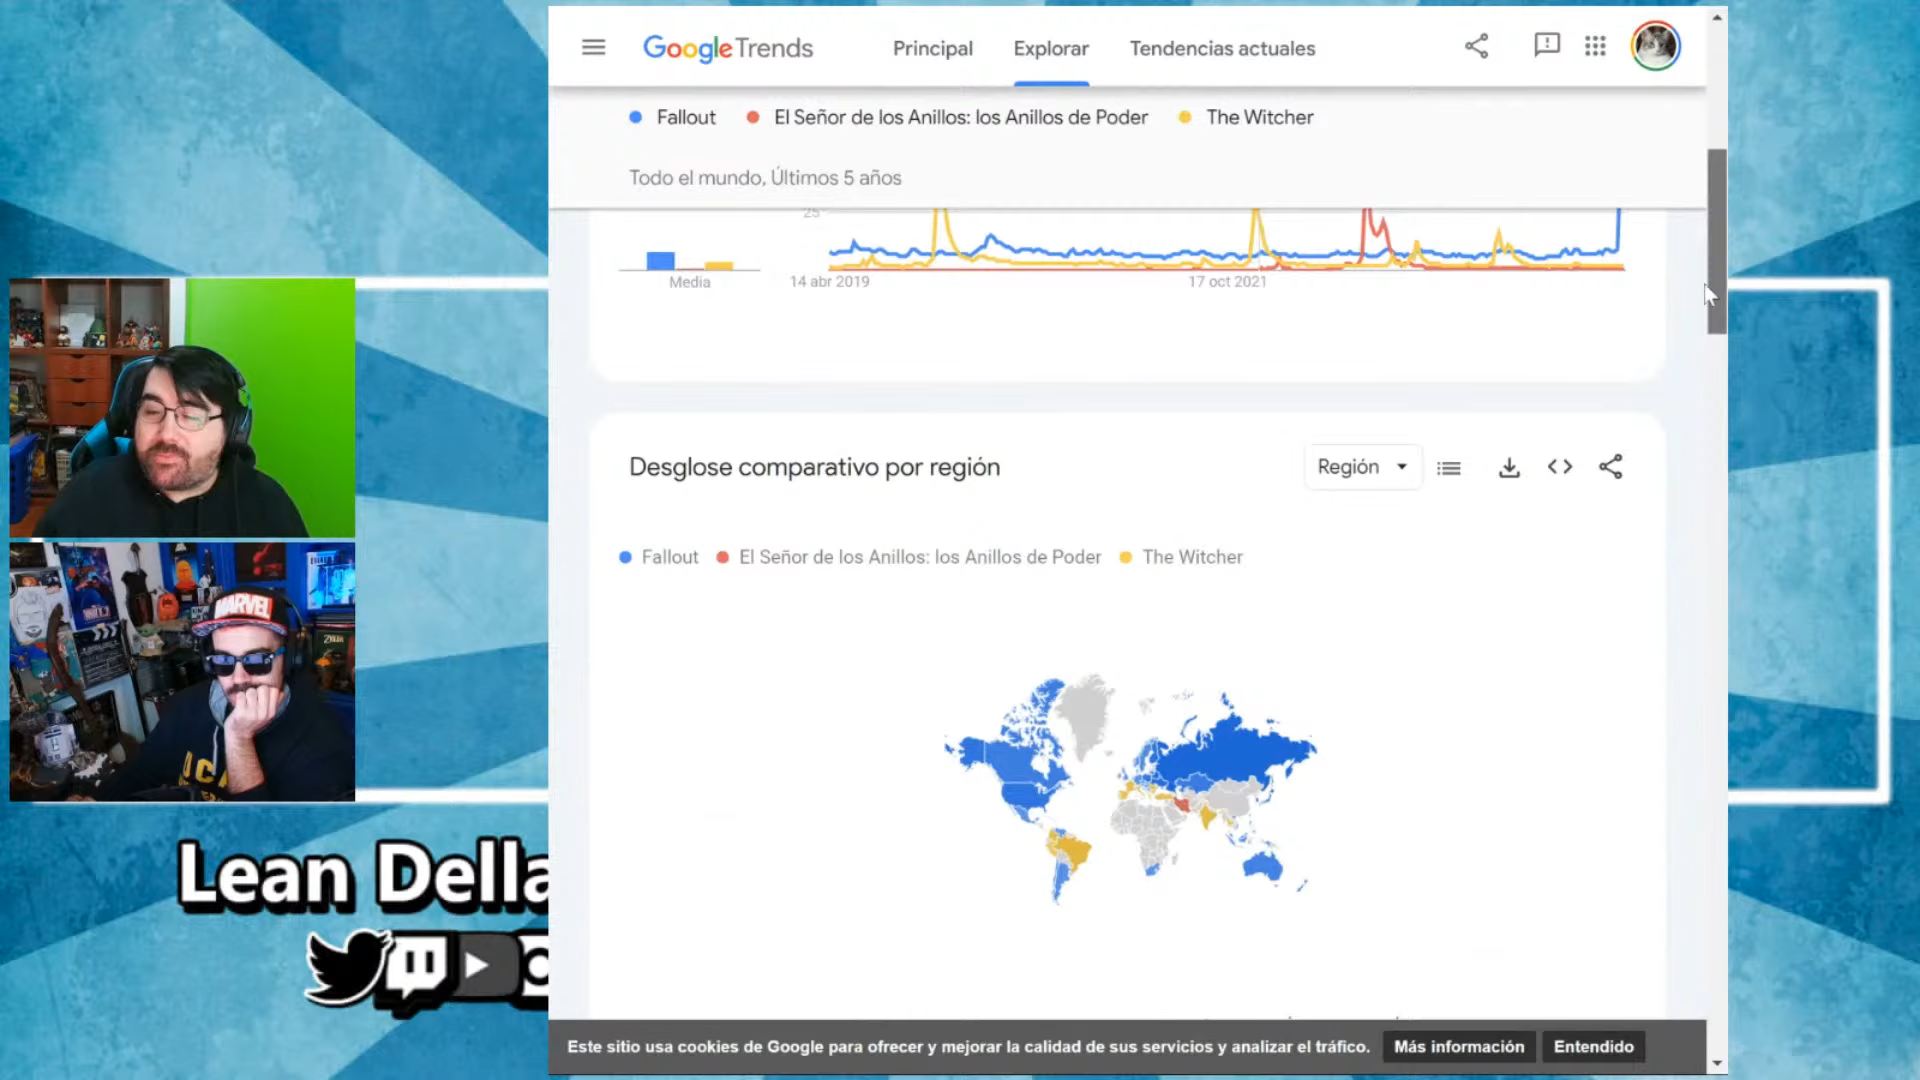 Google Trends
Principal
Explorar
Tendencias actuales
Fallout
El Señor de los Anillos: los Anillos de Poder
The Witcher
Todo el mundo, Últimos 5 años
25
Media
14 abr 2019
17 oct 2021
Desglose comparativo por región
Región
Fallout
El Señor de los Anillos: los Anillos de Poder
The Witcher
MARVEL
ZELDA
Lean Della
Este sitio usa cookies de Google para ofrecer y mejorar la calidad de sus servicios y analizar el tráfico.
Más información
Entendido